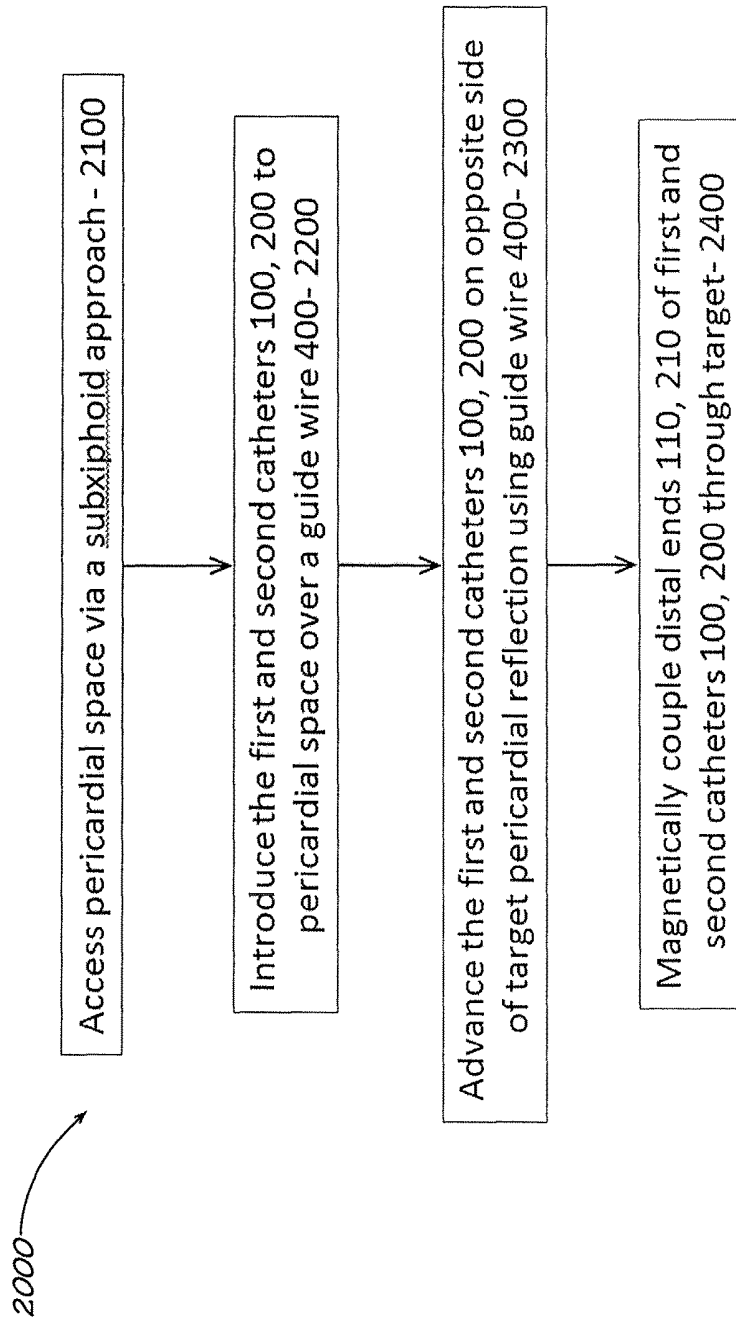 2000
Access pericardial space via a subxiphoid approach - 2100
Introduce the first and second catheters 100, 200 to
pericardial space over a guide wire 400- 2200
Advance the first and second catheters 100, 200 on opposite side
of target pericardial reflection using guide wire 400- 2300
Magnetically couple distal ends 110, 210 of first and
second catheters 100, 200 through target- 2400